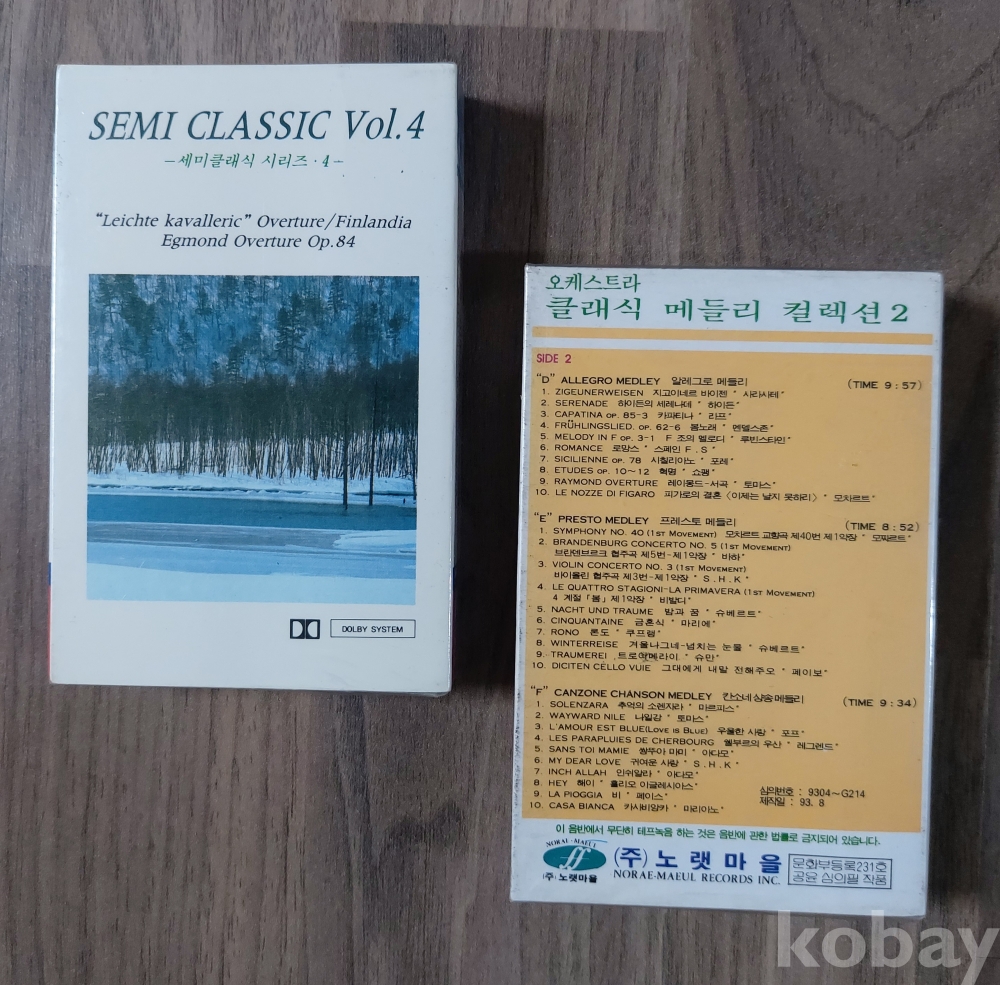 SEMI CLASSIC Vol.4
-세미클래식 시리즈·4-
"Leichte kavalleric" Overture/Finlandia
Egmond Overture Op.84
DOLBY SYSTEM
오케스트라
클래식 메들리 컬렉션 2
SIDE 2
"D" ALLEGRO MEDLEY 알레그로 메들리 (TIME 9:57)
1. ZIGEUNERWEISEN 지고이네르 바이젠 " 사라사테"
2. SERENADE 하이든의 세레나데 " 하이든"
3. CAPATINA OP. 85-3 카파티나 " 라프"
4. FRÜHLINGSLIED. OP. 62-6 봄노래 " 멘델스존"
5. MELODY IN F OP. 3-1 F 조의 멜로디 " 루빈스타인"
6. ROMANCE 로망스 " 스페인 F.S"
7. SICILIENNE OP. 78 시칠리아노 " 포레"
8. ETUDES OP. 10~12 혁명 " 쇼팽"
9. RAYMOND OVERTURE 레이몽드-서곡 " 토마스"
10. LE NOZZE DI FIGARO 피가로의 결혼 〈이제는 날지 못하리〉" 모차르트"
"E" PRESTO MEDLEY 프레스토 메들리 (TIME 8:52)
1. SYMPHONY NO. 40 (1ST MOVEMENT) 모차르트 교향곡 제40번 제1악장 " 모짜르트"
2. BRANDENBURG CONCERTO NO. 5 (1ST MOVEMENT)
브란덴브르크 협주곡 제5번-제1악장 " 바하"
3. VIOLIN CONCERTO NO. 3 (1ST MOVEMENT)
바이올린 협주곡 제3번-제1악장 " S.H.K"
4. LE QUATTRO STAGIONI-LA PRIMAVERA (1ST MOVEMENT)
4 계절「봄」제1악장 " 비발디"
5. NACHT UND TRAUME 밤과 꿈 " 슈베르트"
6. CINQUANTAINE 금혼식 " 마리에"
7. RONO 론도 " 쿠프랭"
8. WINTERREISE 겨울나그네-넘치는 눈물 " 슈베르트"
9. TRAUMEREI 트로이메라이 " 슈만"
10. DICITEN CELLO VUIE 그대에게 내말 전해주오 " 페이보"
"F" CANZONE CHANSON MEDLEY 칸소네 샹송 메들리 (TIME 9:34)
1. SOLENZARA 추억의 소렌자라 " 마르피스"
2. WAYWARD NILE 나일강 " 토마스"
3. L'AMOUR EST BLUE(LOVE IS BLUE) 우울한 사랑 " 포프"
4. LES PARAPLUIES DE CHERBOURG 쉘부르의 우산 " 레그렌드"
5. SANS TOI MAMIE 쌍뚜아 마미 " 아다모"
6. MY DEAR LOVE 귀여운 사랑 " S.H.K"
7. INCH ALLAH 인쉬알라 " 아다모"
8. HEY 헤이 " 훌리오 이글레시아스"
9. LA PIOGGIA 비 " 페이스"
10. CASA BIANCA 카사비앙카 " 마리아노"
심의번호 : 9304~G214
제작일 : 93. 8
이 음반에서 무단히 테프녹음 하는 것은 음반에 관한 법률로 금지되어 있습니다.
NORAE-MAEUL
(주) 노랫마을
(주) 노랫마을
NORAE-MAEUL RECORDS INC.
문화부등록231호
공윤 심의필 작품
kobay